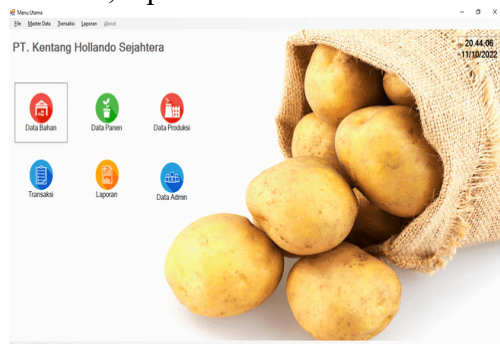 Menu Utama
File Master Data Transaksi Laporan About
20.44.06
11/10/2022
PT. Kentang Hollando Sejahtera
Data Bahan Data Panen Data Produksi
Transaksi Laporan Data Admin